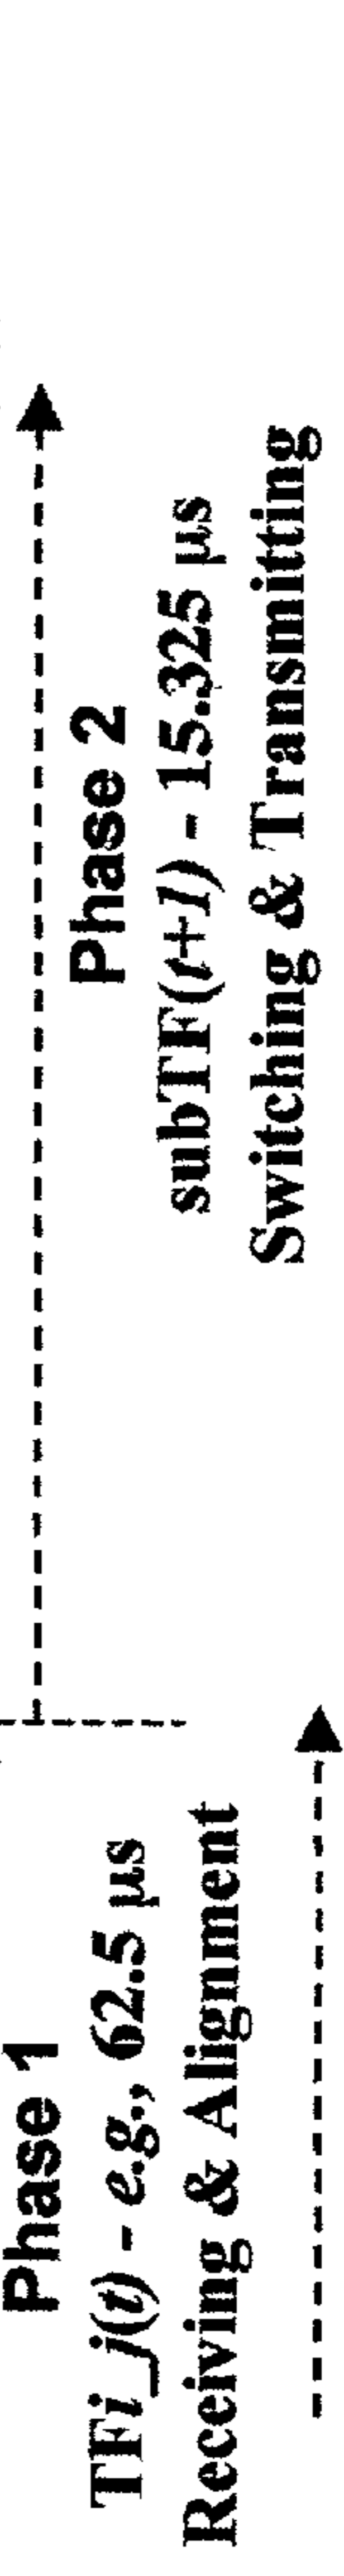 Phase 1
TFi_j(t) - e.g., 62.5 µs
Receiving & Alignment
Phase 2
subTF(t+1) - 15.325 µs
Switching & Transmitting